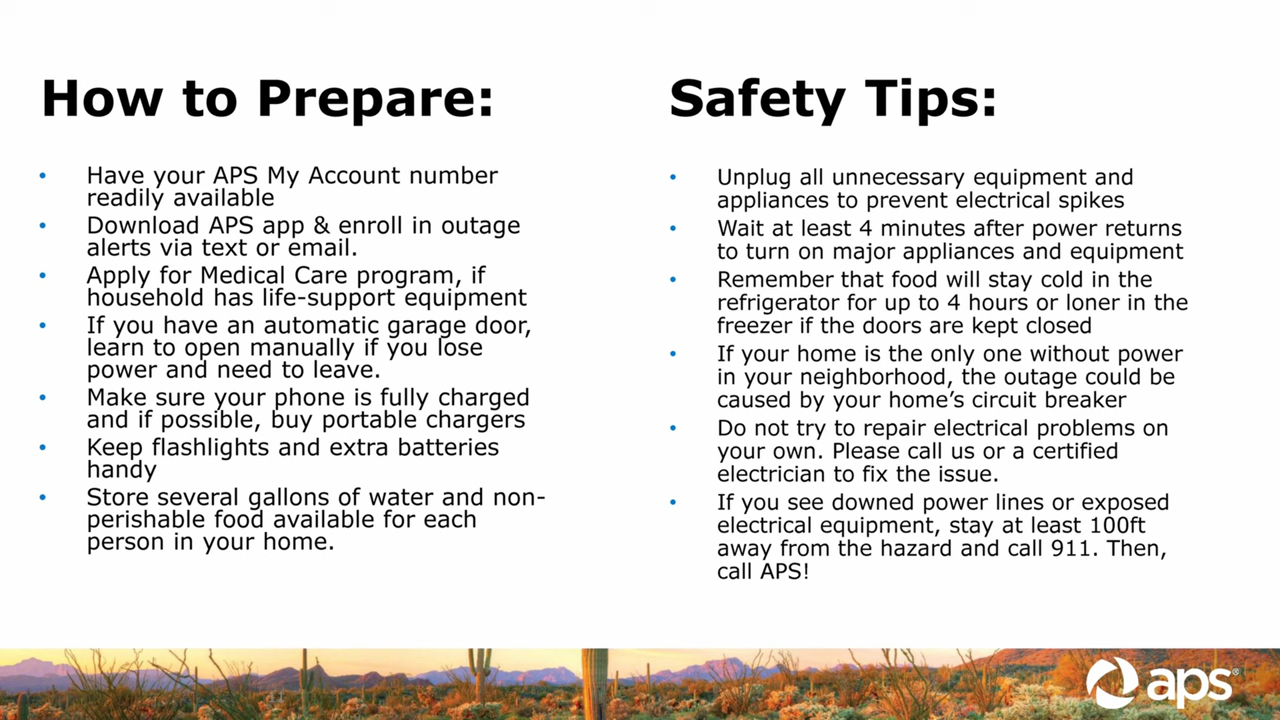 How to Prepare:
• Have your APS My Account number
readily available
• Download APS app & enroll in outage
alerts via text or email.
• Apply for Medical Care program, if
household has life-support equipment
• If you have an automatic garage door,
learn to open manually if you lose
power and need to leave.
• Make sure your phone is fully charged
and if possible, buy portable chargers
• Keep flashlights and extra batteries
handy
• Store several gallons of water and non-
perishable food available for each
person in your home.
Safety Tips:
• Unplug all unnecessary equipment and
appliances to prevent electrical spikes
• Wait at least 4 minutes after power returns
to turn on major appliances and equipment
• Remember that food will stay cold in the
refrigerator for up to 4 hours or loner in the
freezer if the doors are kept closed
• If your home is the only one without power
in your neighborhood, the outage could be
caused by your home’s circuit breaker
• Do not try to repair electrical problems on
your own. Please call us or a certified
electrician to fix the issue.
• If you see downed power lines or exposed
electrical equipment, stay at least 100ft
away from the hazard and call 911. Then,
call APS!
aps®